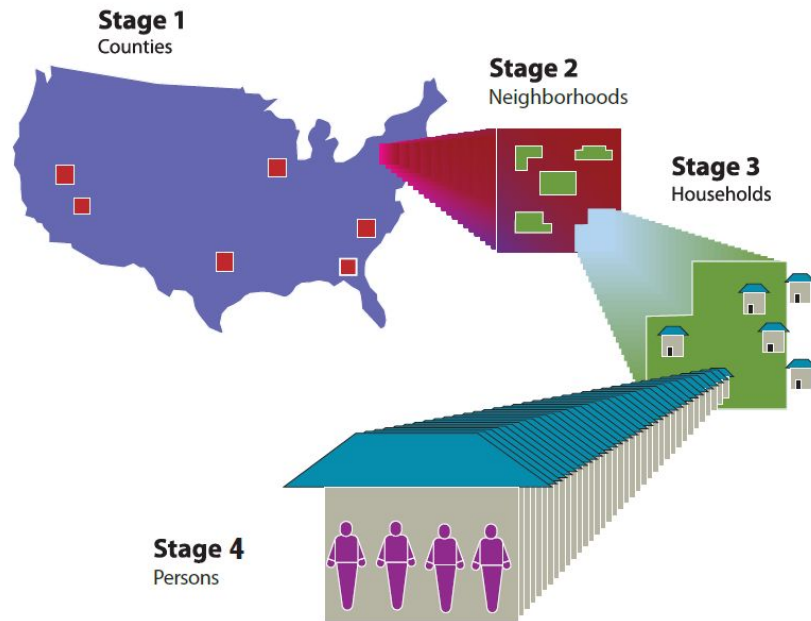 Stage 1
Counties
Stage 2
Neighborhoods
Stage 3
Households
Stage 4
Persons